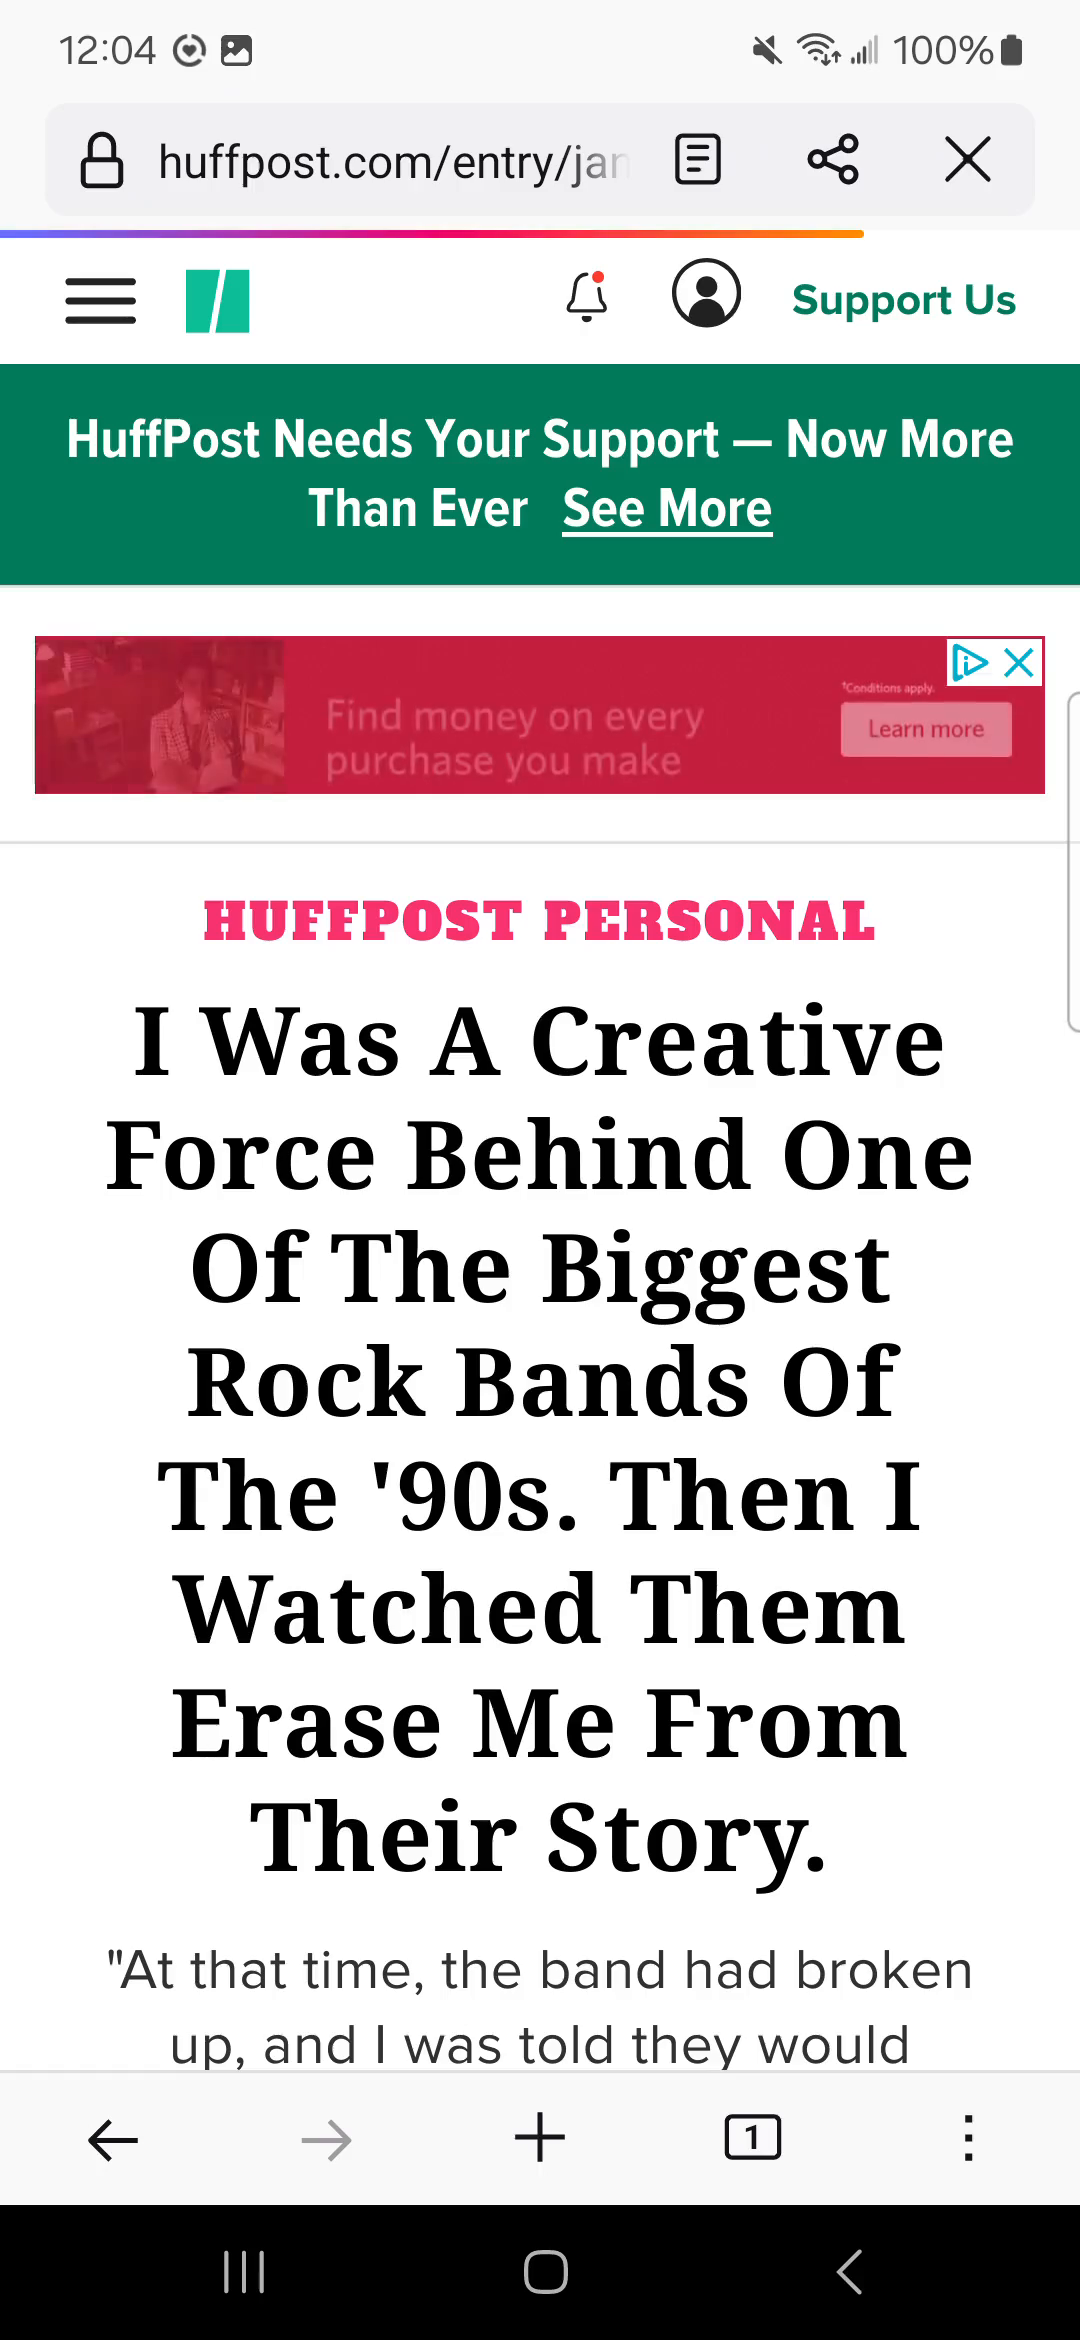 12:04 100%
huffpost.com/entry/jan
Support Us
HuffPost Needs Your Support — Now More
Than Ever See More
*Conditions apply.
Find money on every
purchase you make
Learn more
HUFFPOST PERSONAL
I Was A Creative
Force Behind One
Of The Biggest
Rock Bands Of
The '90s. Then I
Watched Them
Erase Me From
Their Story.
"At that time, the band had broken
up, and I was told they would
1